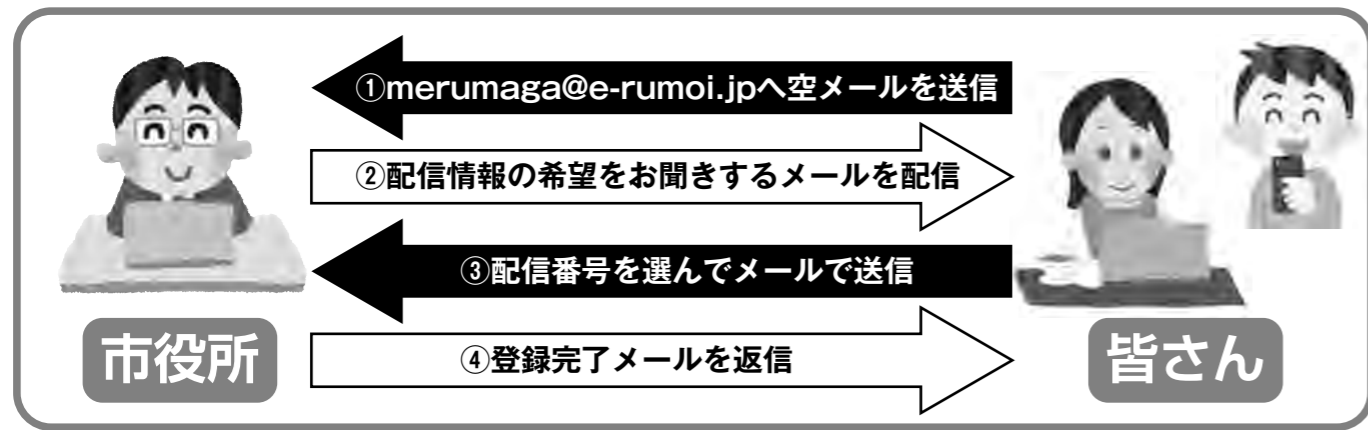 ①merumaga@e-rumoi.jpへ空メールを送信
②配信情報の希望をお聞きするメールを配信
③配信番号を選んでメールで送信
④登録完了メールを返信
市役所
皆さん